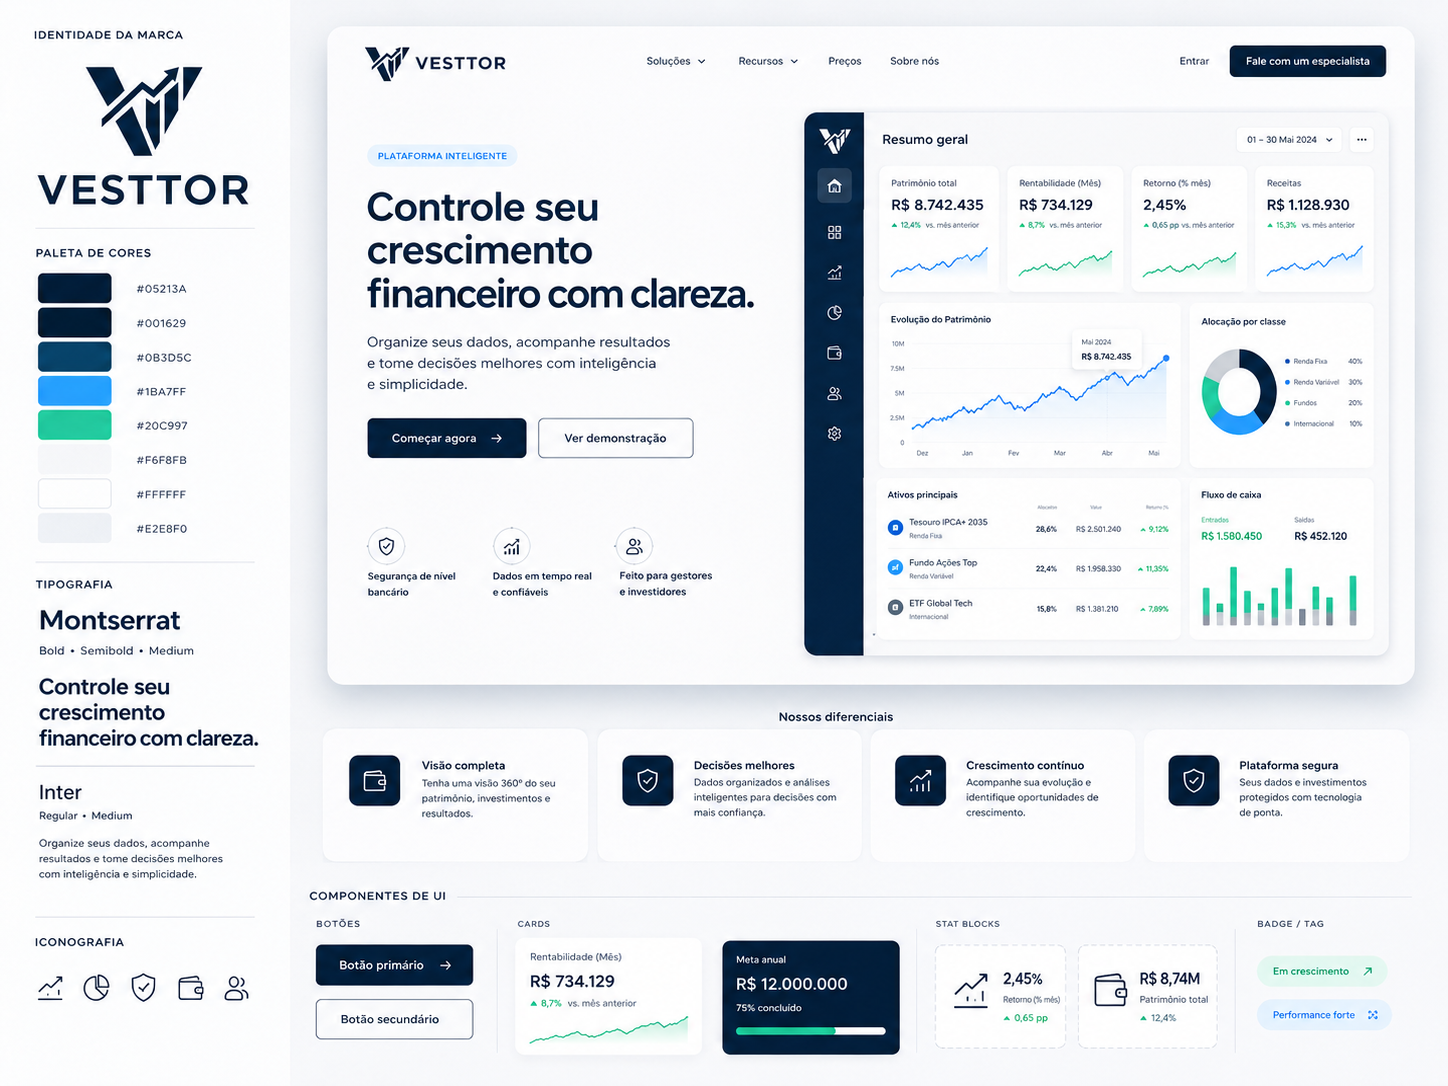 IDENTIDADE DA MARCA
VESTTOR
PALETA DE CORES
#05213A
#001629
#0B3D5C
#1BA7FF
#20C997
#F6F8FB
#FFFFFF
#E2E8F0
TIPOGRAFIA
Montserrat
Bold • Semibold • Medium
Controle seu
crescimento
financeiro com clareza.
Inter
Regular • Medium
Organize seus dados, acompanhe
resultados e tome decisões melhores
com inteligência e simplicidade.
ICONOGRAFIA
VESTTOR
Soluções
Recursos
Preços
Sobre nós
Entrar
Fale com um especialista
PLATAFORMA INTELIGENTE
Controle seu
crescimento
financeiro com clareza.
Organize seus dados, acompanhe resultados
e tome decisões melhores com inteligência
e simplicidade.
Começar agora →
Ver demonstração
Segurança de nível
bancário
Dados em tempo real
e confiáveis
Feito para gestores
e investidores
Resumo geral
01 – 30 Mai 2024
Patrimônio total
R$ 8.742.435
12,4% vs. mês anterior
Rentabilidade (Mês)
R$ 734.129
8,7% vs. mês anterior
Retorno (% mês)
2,45%
0,65 pp vs. mês anterior
Receitas
R$ 1.128.930
15,3% vs. mês anterior
Evolução do Patrimônio
10M
7.5M
5M
2.5M
0
Mai 2024
R$ 8.742.435
Dez Jan Fev Mar Abr Mai
Alocação por classe
Renda Fixa 40%
Renda Variável 30%
Fundos 20%
Internacional 10%
Ativos principais
Tesouro IPCA+ 2035
Renda Fixa
28,6% R$ 2.501.240 9,12%
Fundo Ações Top
Renda Variável
22,4% R$ 1.958.330 11,35%
ETF Global Tech
Internacional
15,8% R$ 1.381.210 7,89%
Fluxo de caixa
Entradas
R$ 1.580.450
Saídas
R$ 452.120
Nossos diferenciais
Visão completa
Tenha uma visão 360º do seu
patrimônio, investimentos e
resultados.
Decisões melhores
Dados organizados e análises
inteligentes para decisões com
mais confiança.
Crescimento contínuo
Acompanhe sua evolução e
identifique oportunidades de
crescimento.
Plataforma segura
Seus dados e investimentos
protegidos com tecnologia
de ponta.
COMPONENTES DE UI
BOTÕES
Botão primário →
Botão secundário
CARDS
Rentabilidade (Mês)
R$ 734.129
8,7% vs. mês anterior
Meta anual
R$ 12.000.000
75% concluído
STAT BLOCKS
2,45%
Retorno (% mês)
0,65 pp
R$ 8,74M
Patrimônio total
12,4%
BADGE / TAG
Em crescimento
Performance forte